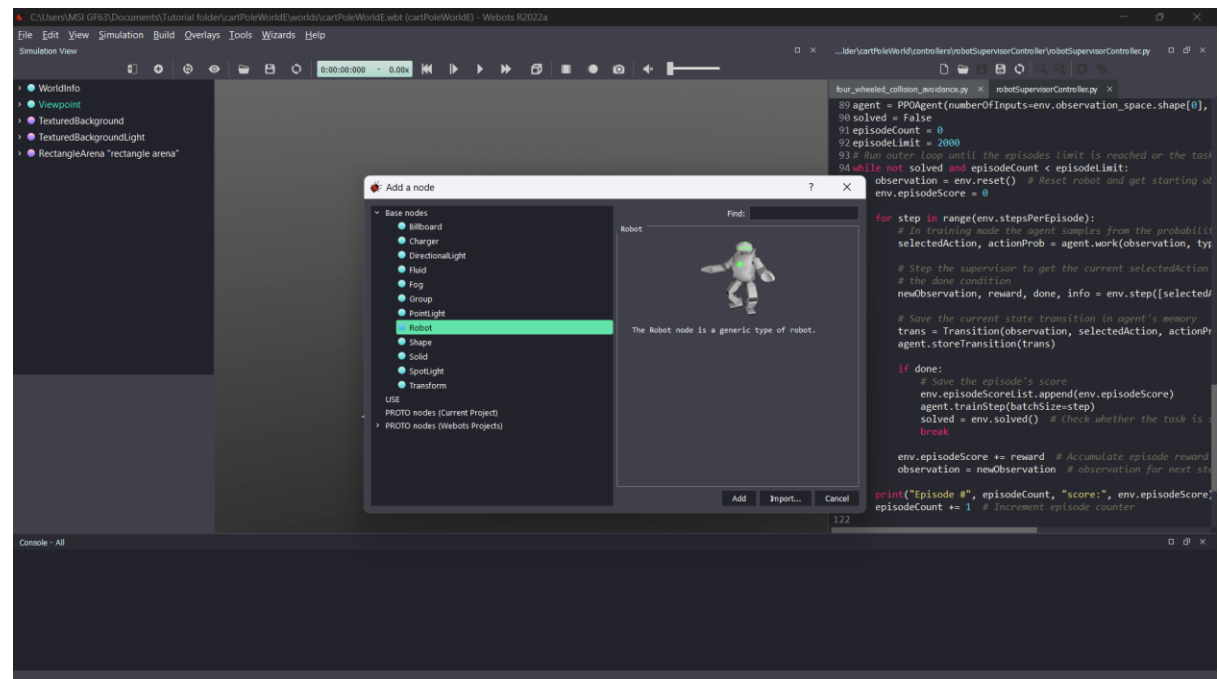 C:\Users\MSI GF63\Documents\Tutorial folder\cartPoleWorldE\worlds\cartPoleWorldE.wbt (cartPoleWorldE) - Webots R2022a
File Edit View Simulation Build Overlays Tools Wizards Help
Simulation View
0:00:00:000 - 0.00x
WorldInfo
Viewpoint
TexturedBackground
TexturedBackgroundLight
RectangleArena "rectangle arena"
Add a node
Base nodes
Billboard
Charger
DirectionalLight
Fluid
Fog
Group
PointLight
Robot
Shape
Solid
SpotLight
Transform
USE
PROTO nodes (Current Project)
PROTO nodes (Webots Projects)
Find:
Robot
The Robot node is a generic type of robot.
Add Import... Cancel
...lder\cartPoleWorld\controllers\robotSupervisorController\robotSupervisorController.py
four_wheeled_collision_avoidance.py robotSupervisorController.py
89 agent = PPOAgent(numberOfInputs=env.observation_space.shape[0],
90 solved = False
91 episodeCount = 0
92 episodeLimit = 2000
93 # Run outer loop until the episodes limit is reached or the task
94 while not solved and episodeCount < episodeLimit:
observation = env.reset() # Reset robot and get starting
env.episodeScore = 0
for step in range(env.stepsPerEpisode):
# In training mode the agent samples from the
selectedAction, actionProb = agent.work(observation,
# Step the supervisor to get the current selectedAction
# the done condition
newObservation, reward, done, info = env.step([
# Save the current state transition in agent's memory
trans = Transition(observation, selectedAction,
agent.storeTransition(trans)
if done:
# Save the episode's score
env.episodeScoreList.append(env.episodeScore)
agent.trainStep(batchSize=step)
solved = env.solved() # Check whether the task is
break
env.episodeScore += reward # Accumulate episode reward
observation = newObservation # observation for next
print("Episode #", episodeCount, "score:", env.episodeScore)
episodeCount += 1 # Increment episode counter
122
Console - All